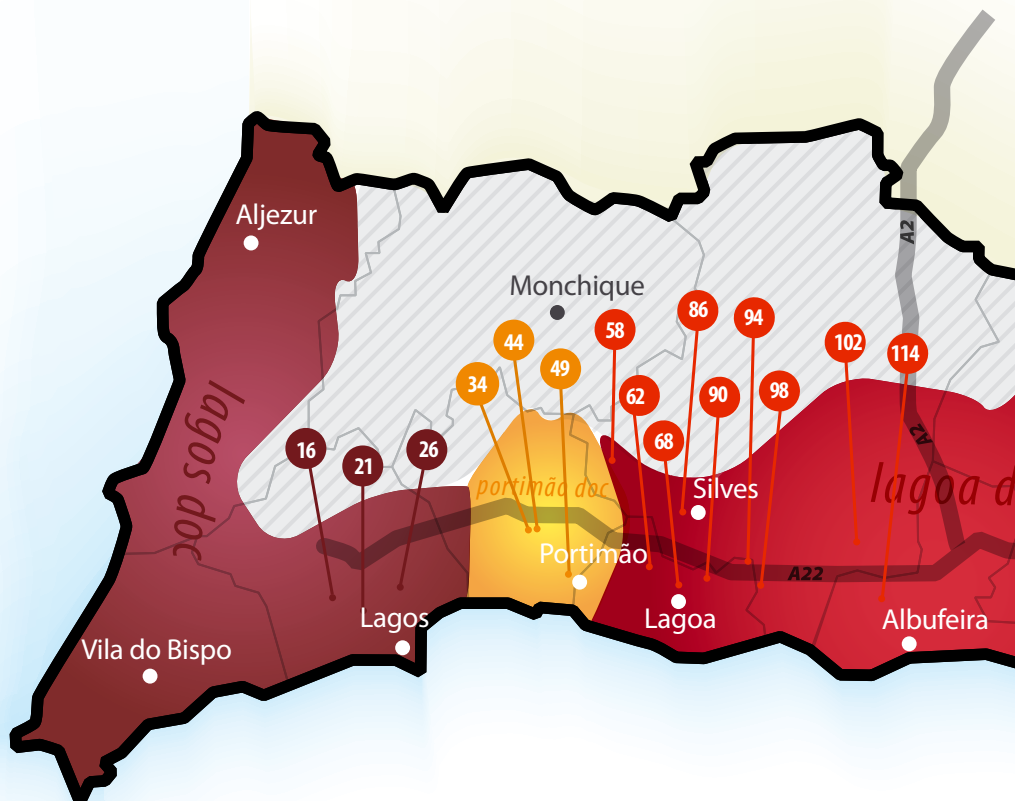 A2
Aljezur
Monchique
86
94
58
102
44
114
49
34
98
62
90
lagos doc
68
16
26
21
A2
portimão doc
Silves
lagoa d
Portimão
A22
Lagos
Lagoa
Albufeira
Vila do Bispo